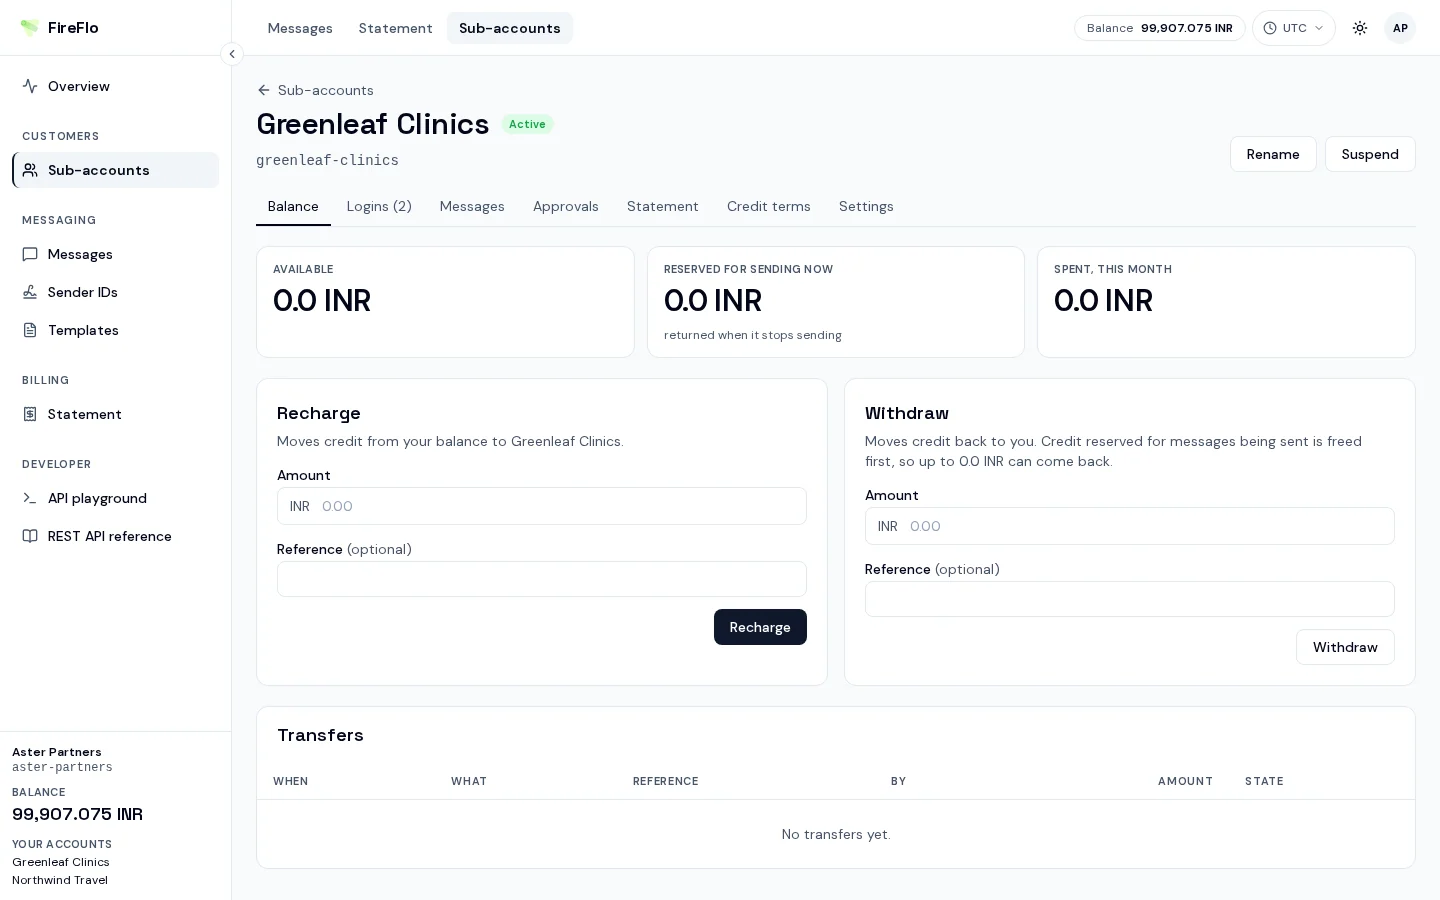 FireFlo
Messages
Statement
Sub-accounts
Balance 99,907.075 INR
UTC
AP
Overview
CUSTOMERS
Sub-accounts
MESSAGING
Messages
Sender IDs
Templates
BILLING
Statement
DEVELOPER
API playground
REST API reference
Aster Partners
aster-partners
BALANCE
99,907.075 INR
YOUR ACCOUNTS
Greenleaf Clinics
Northwind Travel
Sub-accounts
Greenleaf Clinics
Active
greenleaf-clinics
Rename
Suspend
Balance
Logins (2)
Messages
Approvals
Statement
Credit terms
Settings
AVAILABLE
0.0 INR
RESERVED FOR SENDING NOW
0.0 INR
returned when it stops sending
SPENT, THIS MONTH
0.0 INR
Recharge
Moves credit from your balance to Greenleaf Clinics.
Amount
INR 0.00
Reference (optional)
Recharge
Withdraw
Moves credit back to you. Credit reserved for messages being sent is freed
first, so up to 0.0 INR can come back.
Amount
INR 0.00
Reference (optional)
Withdraw
Transfers
WHEN
WHAT
REFERENCE
BY
AMOUNT
STATE
No transfers yet.